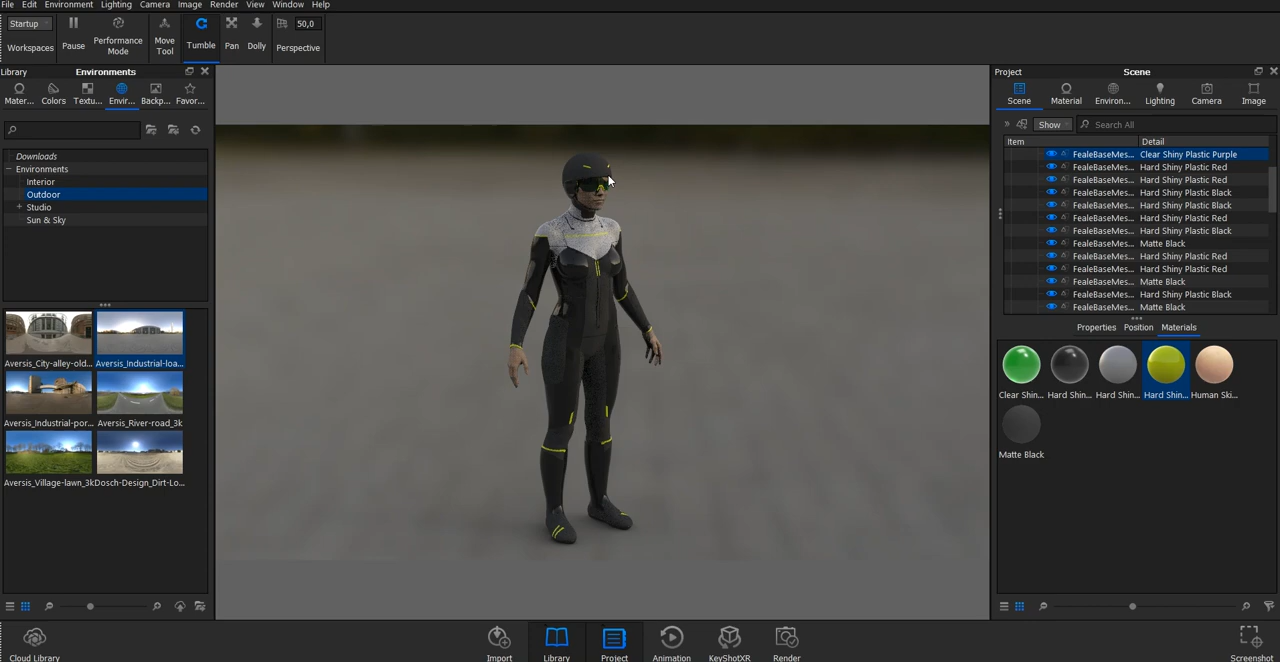 File Edit Environment Lighting Camera Image Render View Window Help
Startup
Workspaces
Pause
Performance
Mode
Move
Tool
Tumble
Pan
Dolly
50,0
Perspective
Library
Environments
Mater...
Colors
Textu...
Envir...
Backp...
Favor...
Downloads
Environments
Interior
Outdoor
Studio
Sun & Sky
Aversis_City-alley-old...
Aversis_Industrial-loa...
Aversis_Industrial-por...
Aversis_River-road_3k
Aversis_Village-lawn_3k
Dosch-Design_Dirt-Lo...
Project
Scene
Scene
Material
Environ...
Lighting
Camera
Image
Show
Search All
Item Detail
FealeBaseMes... Clear Shiny Plastic Purple
FealeBaseMes... Hard Shiny Plastic Red
FealeBaseMes... Hard Shiny Plastic Red
FealeBaseMes... Hard Shiny Plastic Black
FealeBaseMes... Hard Shiny Plastic Black
FealeBaseMes... Hard Shiny Plastic Red
FealeBaseMes... Hard Shiny Plastic Black
FealeBaseMes... Matte Black
FealeBaseMes... Hard Shiny Plastic Red
FealeBaseMes... Hard Shiny Plastic Red
FealeBaseMes... Matte Black
FealeBaseMes... Hard Shiny Plastic Black
FealeBaseMes... Matte Black
Properties Position Materials
Clear Shin...
Hard Shin...
Hard Shin...
Hard Shin...
Human Ski...
Matte Black
Cloud Library
Import
Library
Project
Animation
KeyShotXR
Render
Screenshot